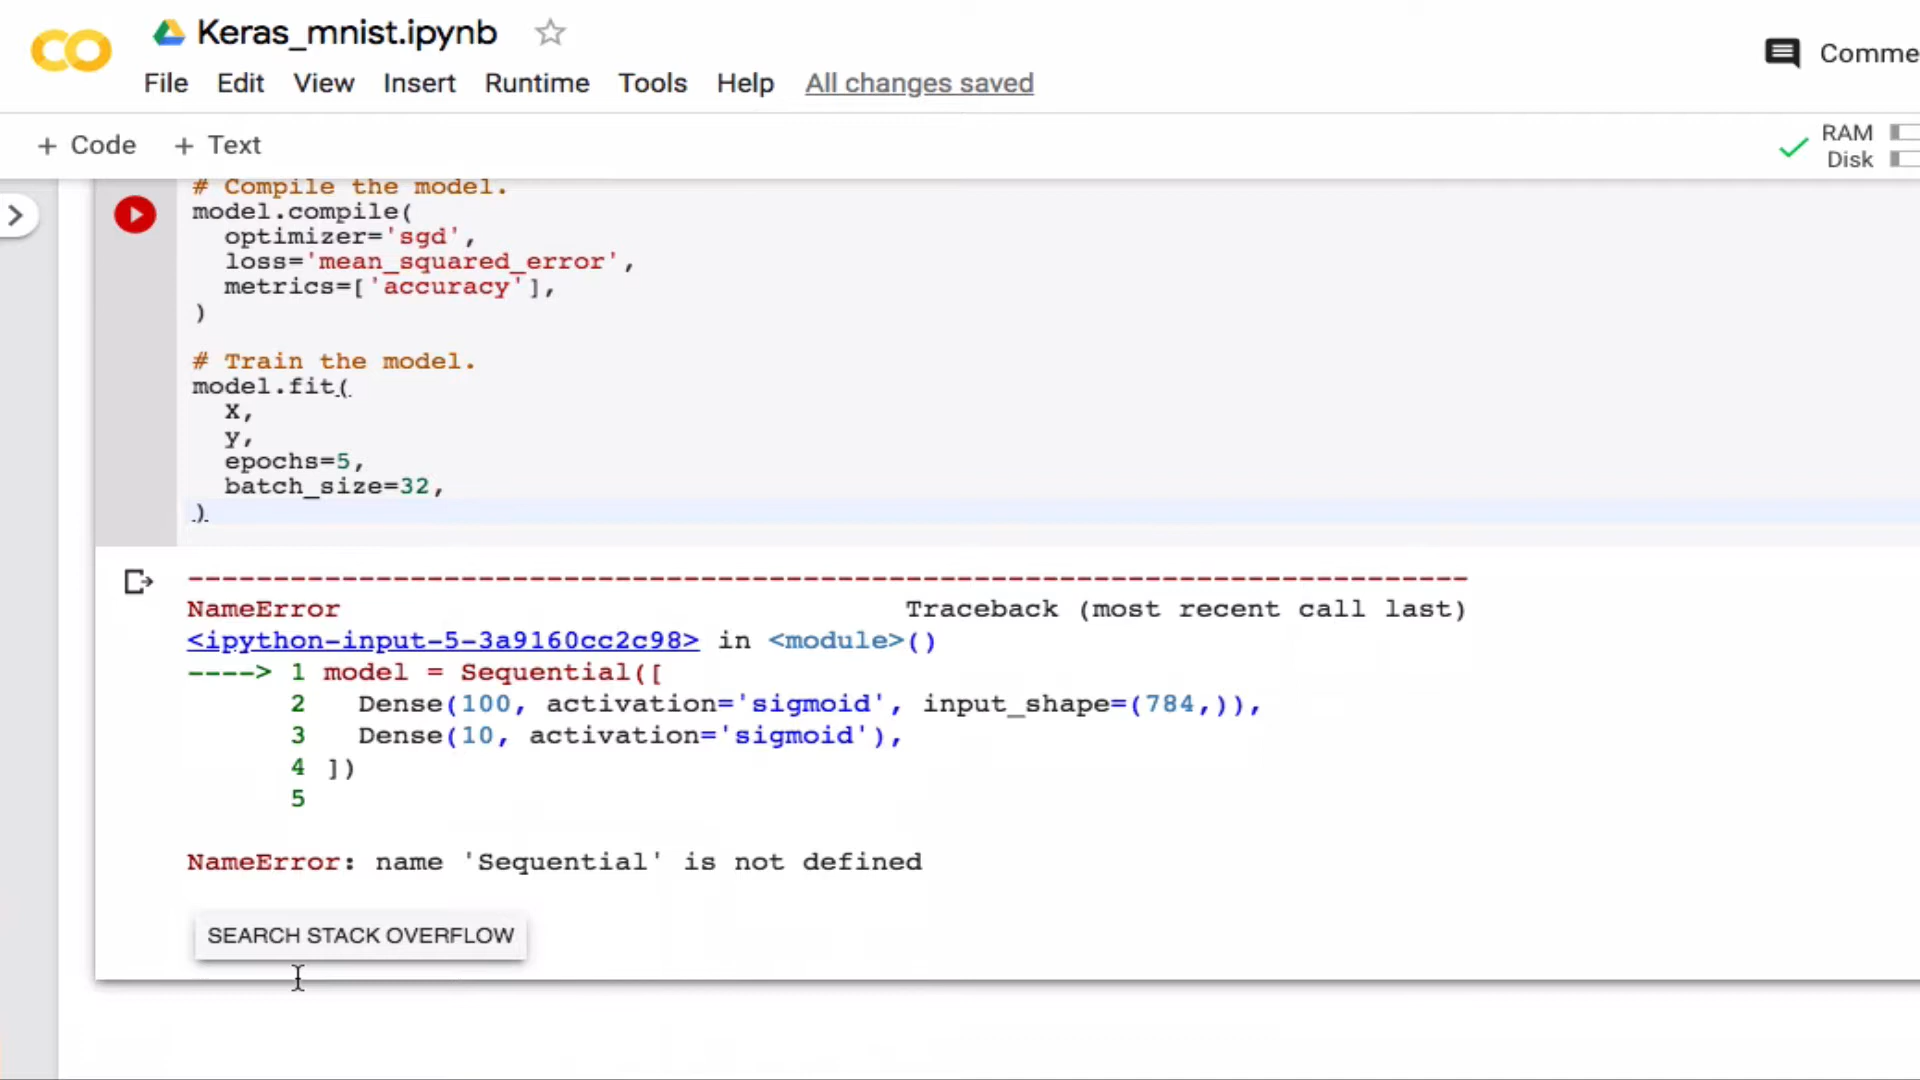 Keras_mnist.ipynb
Comme
File Edit View Insert Runtime Tools Help All changes saved
+ Code + Text
RAM
Disk
# Compile the model.
model.compile(
optimizer='sgd',
loss='mean_squared_error',
metrics=['accuracy'],
)
# Train the model.
model.fit(
x,
y,
epochs=5,
batch_size=32,
)
---------------------------------------------------------------------------
NameError Traceback (most recent call last)
<ipython-input-5-3a9160cc2c98> in <module>()
----> 1 model = Sequential([
2 Dense(100, activation='sigmoid', input_shape=(784,)),
3 Dense(10, activation='sigmoid'),
4 ])
5
NameError: name 'Sequential' is not defined
SEARCH STACK OVERFLOW